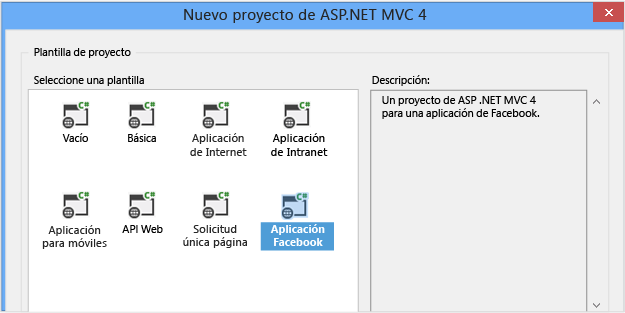 Nuevo proyecto de ASP.NET MVC 4
Plantilla de proyecto
Seleccione una plantilla
Descripción:
Un proyecto de ASP .NET MVC 4
para una aplicación de Facebook.
C# C# C# C#
Vacío Básica Aplicación de Internet Aplicación de Intranet
C# C# C# C#
Aplicación para móviles API Web Solicitud única página Aplicación Facebook